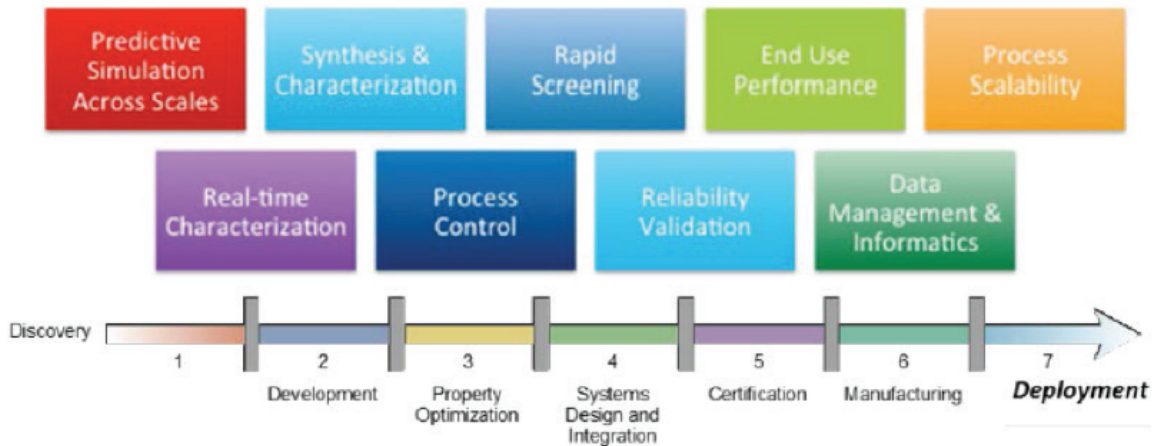 Predictive
Simulation
Across Scales
Synthesis &
Characterization
Rapid
Screening
End Use
Performance
Process
Scalability
Real-time
Characterization
Process
Control
Reliability
Validation
Data
Management &
Informatics
Discovery
1
2
3
4
5
6
7
Development
Property
Optimization
Systems
Design and
Integration
Certification
Manufacturing
Deployment